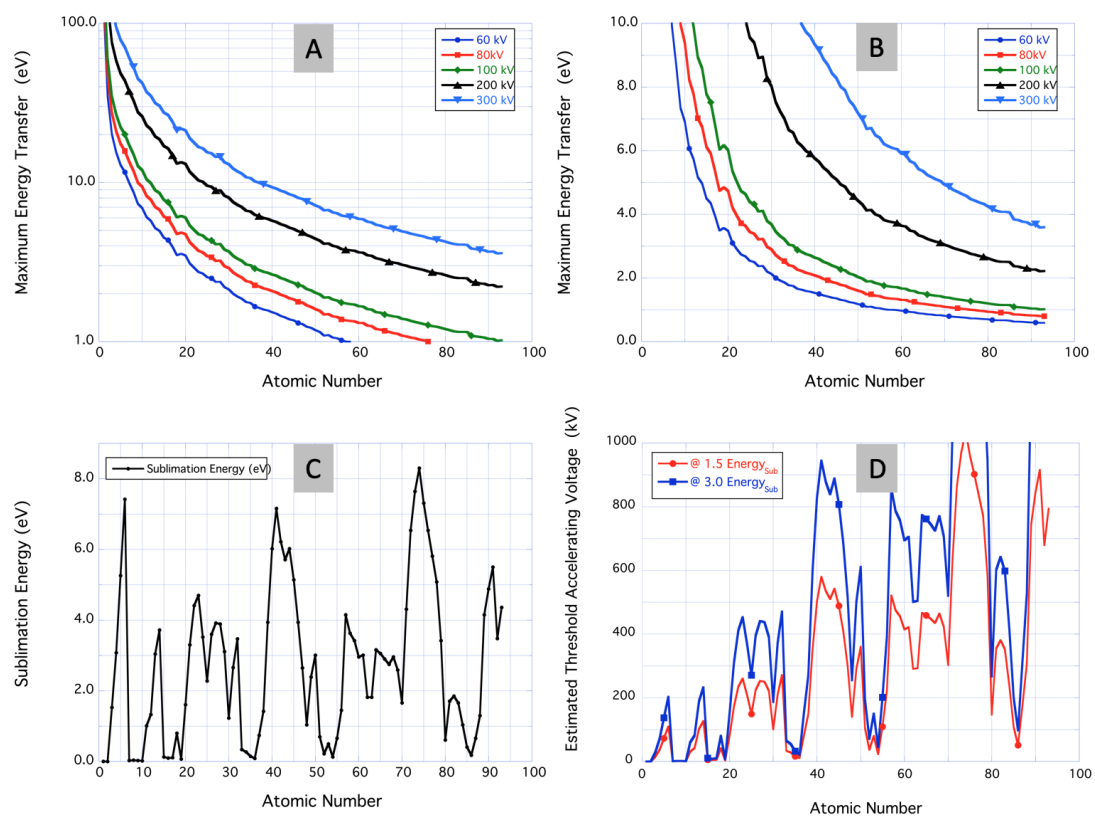 A
60 kV
80kV
100 kV
200 kV
300 kV
Maximum Energy Transfer (eV)
100.0
10.0
1.0
0 20 40 60 80 100
Atomic Number
B
60 kV
80kV
100 kV
200 kV
300 kV
Maximum Energy Transfer (eV)
10.0
8.0
6.0
4.0
2.0
0.0
0 20 40 60 80 100
Atomic Number
C
Sublimation Energy (eV)
Sublimation Energy (eV)
8.0
6.0
4.0
2.0
0.0
0 10 20 30 40 50 60 70 80 90 100
Atomic Number
D
@ 1.5 Energy Sub
@ 3.0 Energy Sub
Estimated Threshold Accelerating Voltage (kV)
1000
800
600
400
200
0
0 20 40 60 80 100
Atomic Number